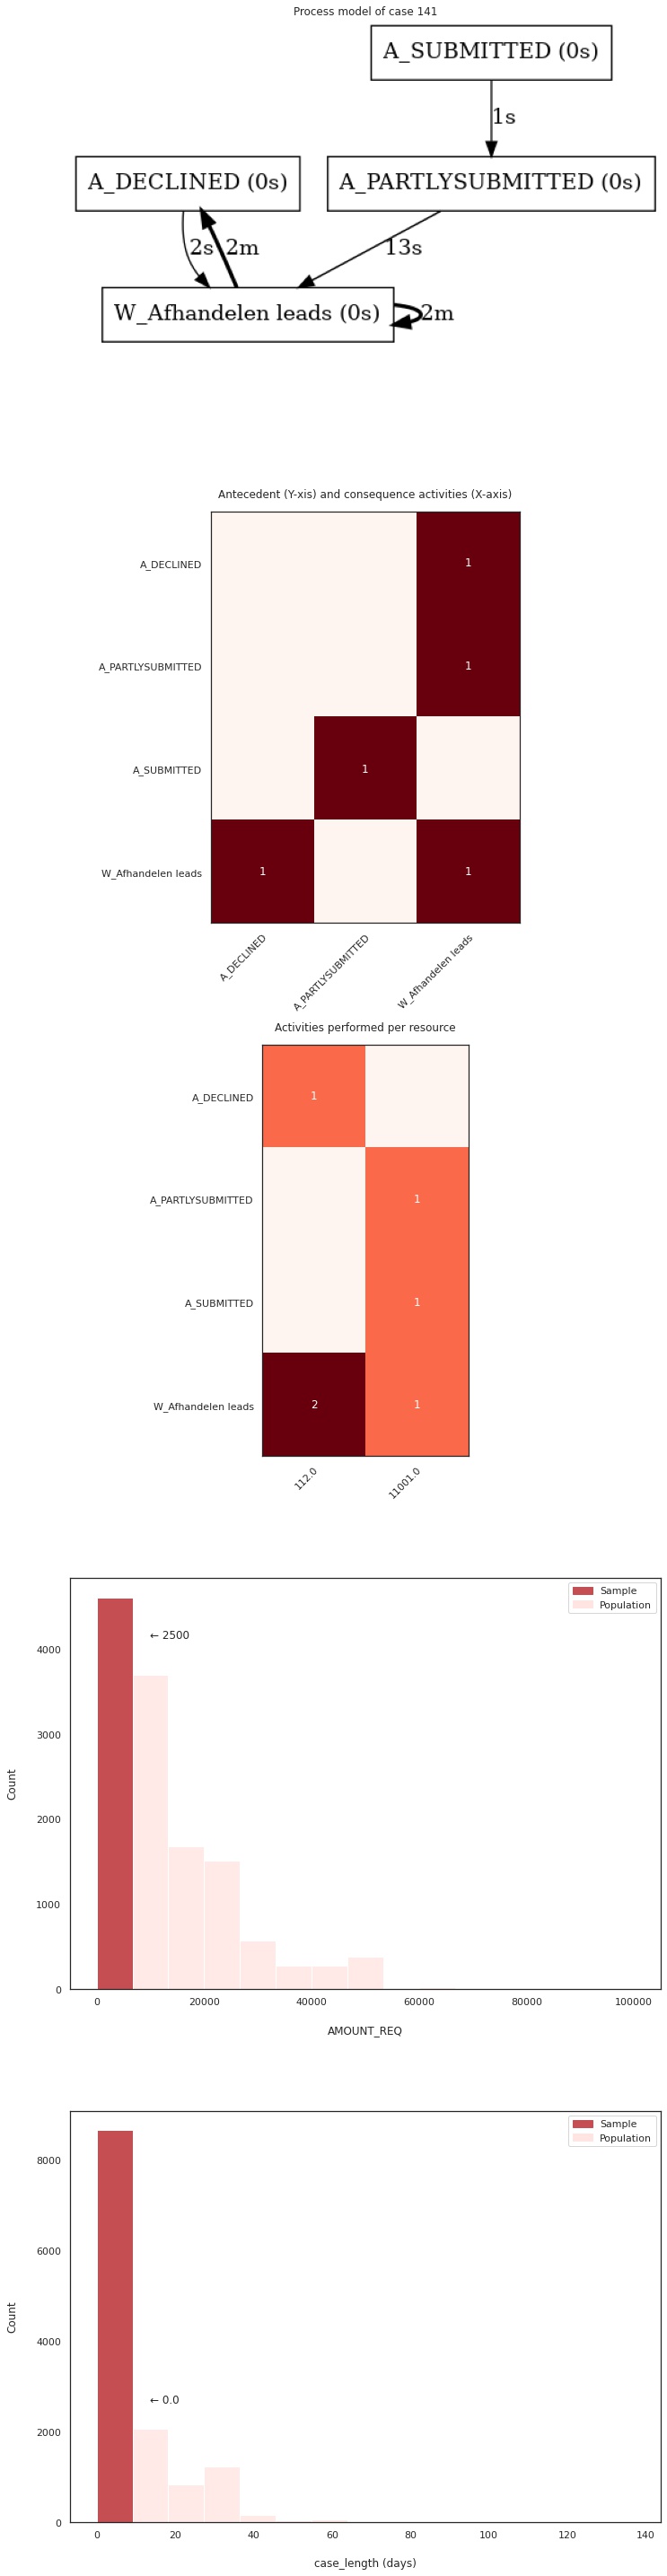 Process model of case 141
A_SUBMITTED (0s)
1s
A_DECLINED (0s)
A_PARTLYSUBMITTED (0s)
2s
2m
13s
W_Afhandelen leads (0s)
2m
Antecedent (Y-xis) and consequence activities (X-axis)
A_DECLINED
1
A_PARTLYSUBMITTED
1
A_SUBMITTED
1
W_Afhandelen leads
1
1
A_DECLINED
A_PARTLYSUBMITTED
W_Afhandelen leads
Activities performed per resource
A_DECLINED
1
A_PARTLYSUBMITTED
1
A_SUBMITTED
1
W_Afhandelen leads
2
1
112.0
11001.0
Sample
Population
← 2500
4000
3000
2000
1000
0
Count
0
20000
40000
60000
80000
100000
AMOUNT_REQ
Sample
Population
8000
6000
4000
2000
0
Count
← 0.0
0
20
40
60
80
100
120
140
case_length (days)